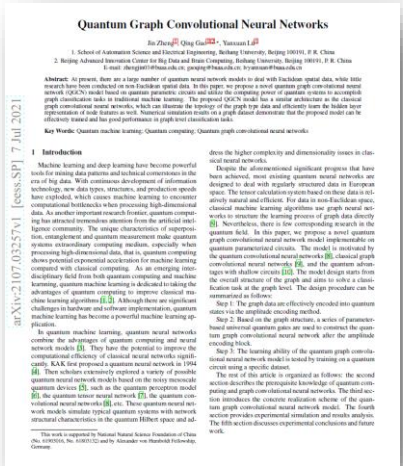 Quantum Graph Convolutional Neural Networks
Jin Zheng, Qing Gao, Yanxuan Lü
1. School of Automation Science and Electrical Engineering, Beihang University, Beijing 100191, P. R. China
2. Beijing Advanced Innovation Center for Big Data and Brain Computing, Beihang University, Beijing 100191, P. R. China
Abstract: At present, there are a large number of quantum neural network models to deal with Euclidean spatial data, while little
research have been conducted on non-Euclidean spatial data. In this paper, we propose a novel quantum graph convolutional neural
network (QGCN) model based on quantum parametric circuits and utilize the computing power of quantum systems to accomplish
graph classification tasks in traditional machine learning. The proposed QGCN model has a similar architecture as the classical
graph convolutional neural networks, which can illustrate the topology of the graph type data and efficiently learn the hidden layer
representation of node features as well. Numerical simulation results on a graph dataset demonstrate that the proposed model can be
effectively trained and has good performance in graph level classification tasks.
Key Words: Quantum machine learning; Quantum computing; Quantum graph convolutional neural networks
arXiv:2107.03257v1 [eess.SP] 7 Jul 2021
1 Introduction
Machine learning and deep learning have become powerful
tools for mining data patterns and technical cornerstones in the
era of big data. With continuous development of information
technology, new data types, structures, and production speeds
have exploded, which causes machine learning to encounter
computational bottlenecks when processing high-dimensional
data. As another important research frontier, quantum comput-
ing has attracted tremendous attention from the artificial intel-
ligence community. The unique characteristics of superposi-
tion, entanglement and quantum measurement make quantum
systems extraordinary computing medium, especially when
processing high-dimensional data, that is, quantum computing
shows potential exponential acceleration for machine learning
compared with classical computing. As an emerging inter-
disciplinary field from both quantum computing and machine
learning, quantum machine learning is dedicated to taking the
advantages of quantum computing to improve classical ma-
chine learning algorithms [1, 2]. Although there are significant
challenges in hardware and software implementation, quantum
machine learning has become a powerful machine learning ap-
plication.
In quantum machine learning, quantum neural networks
combine the advantages of quantum computing and neural
network models [3]. They have the potential to improve the
computational efficiency of classical neural networks signifi-
cantly. KAK first proposed a quantum neural network in 1994
[4]. Then scholars extensively explored a variety of possible
quantum neural network models based on the noisy mesoscale
quantum devices [5], such as the quantum perception model
[6], the quantum tensor neural network [7], the quantum con-
volutional neural networks [8], etc. These quantum neural net-
work models simulate typical quantum systems with network
structural characteristics in the quantum Hilbert space and ad-
This work is supported by National Natural Science Foundation of China
and by Alexander von Humboldt Foundation,
Germany.
dress the higher complexity and dimensionality issues in clas-
sical neural networks.
Despite the aforementioned significant progress that have
been achieved, most existing quantum neural networks are
designed to deal with regularly structured data in European
space. The tensor calculation system based on these data is rel-
atively natural and efficient. For data in non-Euclidean space,
classical machine learning algorithms use graph neural net-
works to structure the learning process of graph data directly
[9]. Nevertheless, there is few corresponding research in the
quantum field. In this paper, we propose a novel quantum
graph convolutional neural network model implementable on
quantum parametrized circuits. The model is motivated by
the quantum convolutional neural networks [8], classical graph
convolutional neural networks [9], and the quantum advan-
tages with shallow circuits [10]. The model design starts from
the overall structure of the graph and aims to solve a classi-
fication task at the graph level. The design procedure can be
summarized as follows:
Step 1: The graph data are effectively encoded into quantum
states via the amplitude encoding method.
Step 2: Based on the graph structure, a series of parameter-
based universal quantum gates are used to construct the quan-
tum graph convolutional neural network after the amplitude
encoding block.
Step 3: The learning ability of the quantum graph convolu-
tional neural network model is tested by training on a quantum
circuit using a specific dataset.
The rest of this article is organized as follows: the second
section describes the prerequisite knowledge of quantum com-
puting and graph convolutional neural networks. The third sec-
tion introduces the concrete realization scheme of the quan-
tum graph convolutional neural network model. The fourth
section provides experimental simulation and results analysis.
The fifth section discusses experimental conclusions and future
work.